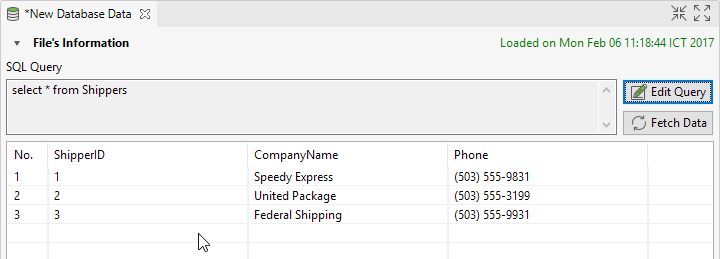 *New Database Data
File's Information
Loaded on Mon Feb 06 11:18:44 ICT 2017
SQL Query
select * from Shippers
Edit Query
Fetch Data
No. ShipperID CompanyName Phone
1 1 Speedy Express (503) 555-9831
2 2 United Package (503) 555-3199
3 3 Federal Shipping (503) 555-9931